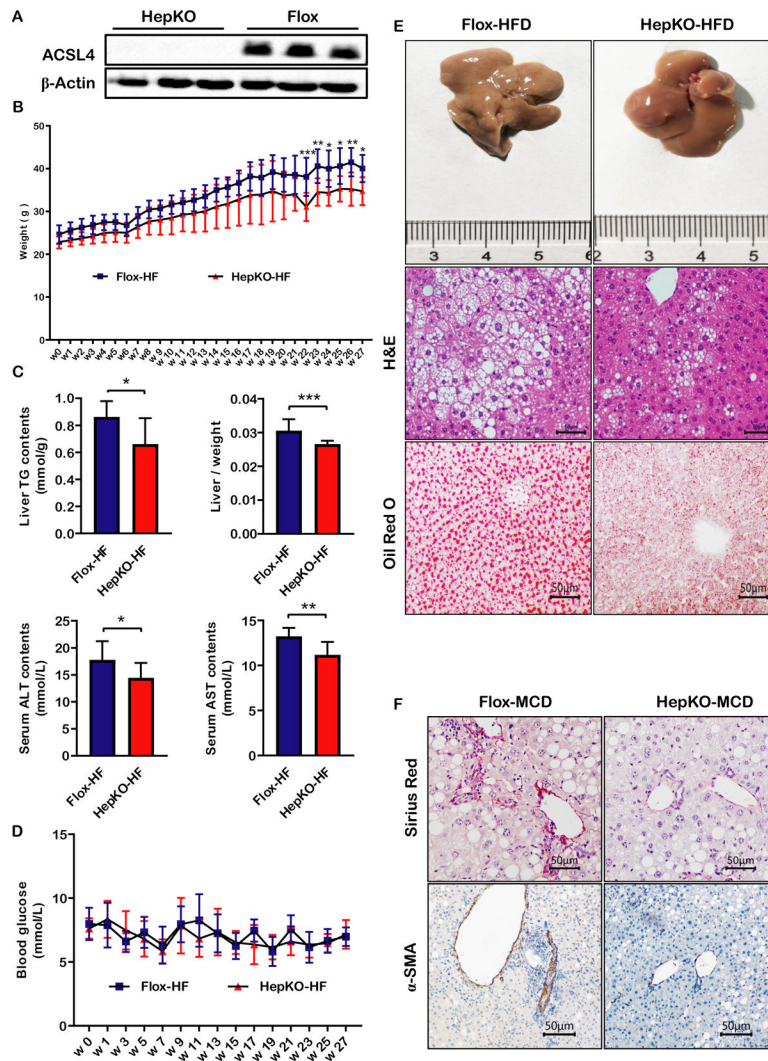 A
HepKO Flox
ACSL4
β-Actin
B
Weight ( g )
60
40
20
0
Flox-HF HepKO-HF
*** ** * * ** *
w0 w1 w2 w3 w4 w5 w6 w7 w8 w 9 w 10 w 11 w 12 w 13 w 14 w 15 w 16 w 17 w 18 w 19 w 20 w 21 w 22 w 23 w 24 w 25 w 26 w 27
C
Liver TG contents
(mmol/g)
1.0
0.8
0.6
0.4
0.2
0.0
*
Flox-HF
HepKO-HF
Liver / weight
0.04
0.03
0.02
0.01
0.00
***
Flox-HF
HepKO-HF
Serum ALT contents
(mmol/L)
25
20
15
10
5
0
*
Flox-HF
HepKO-HF
Serum AST contents
(mmol/L)
15
10
5
0
**
Flox-HF
HepKO-HF
D
Blood glucose
(mmol/L)
15
10
5
0
Flox-HF HepKO-HF
w 0 w 1 w 3 w 5 w 7 w 9 w 11 w 13 w 15 w 17 w 19 w 21 w 23 w 25 w 27
E
Flox-HFD HepKO-HFD
3 4 5 6
2 3 4 5
H&E
Oil Red O
50μm 50μm
F
Flox-MCD HepKO-MCD
Sirius Red
50μm 50μm
α-SMA
50μm 50μm